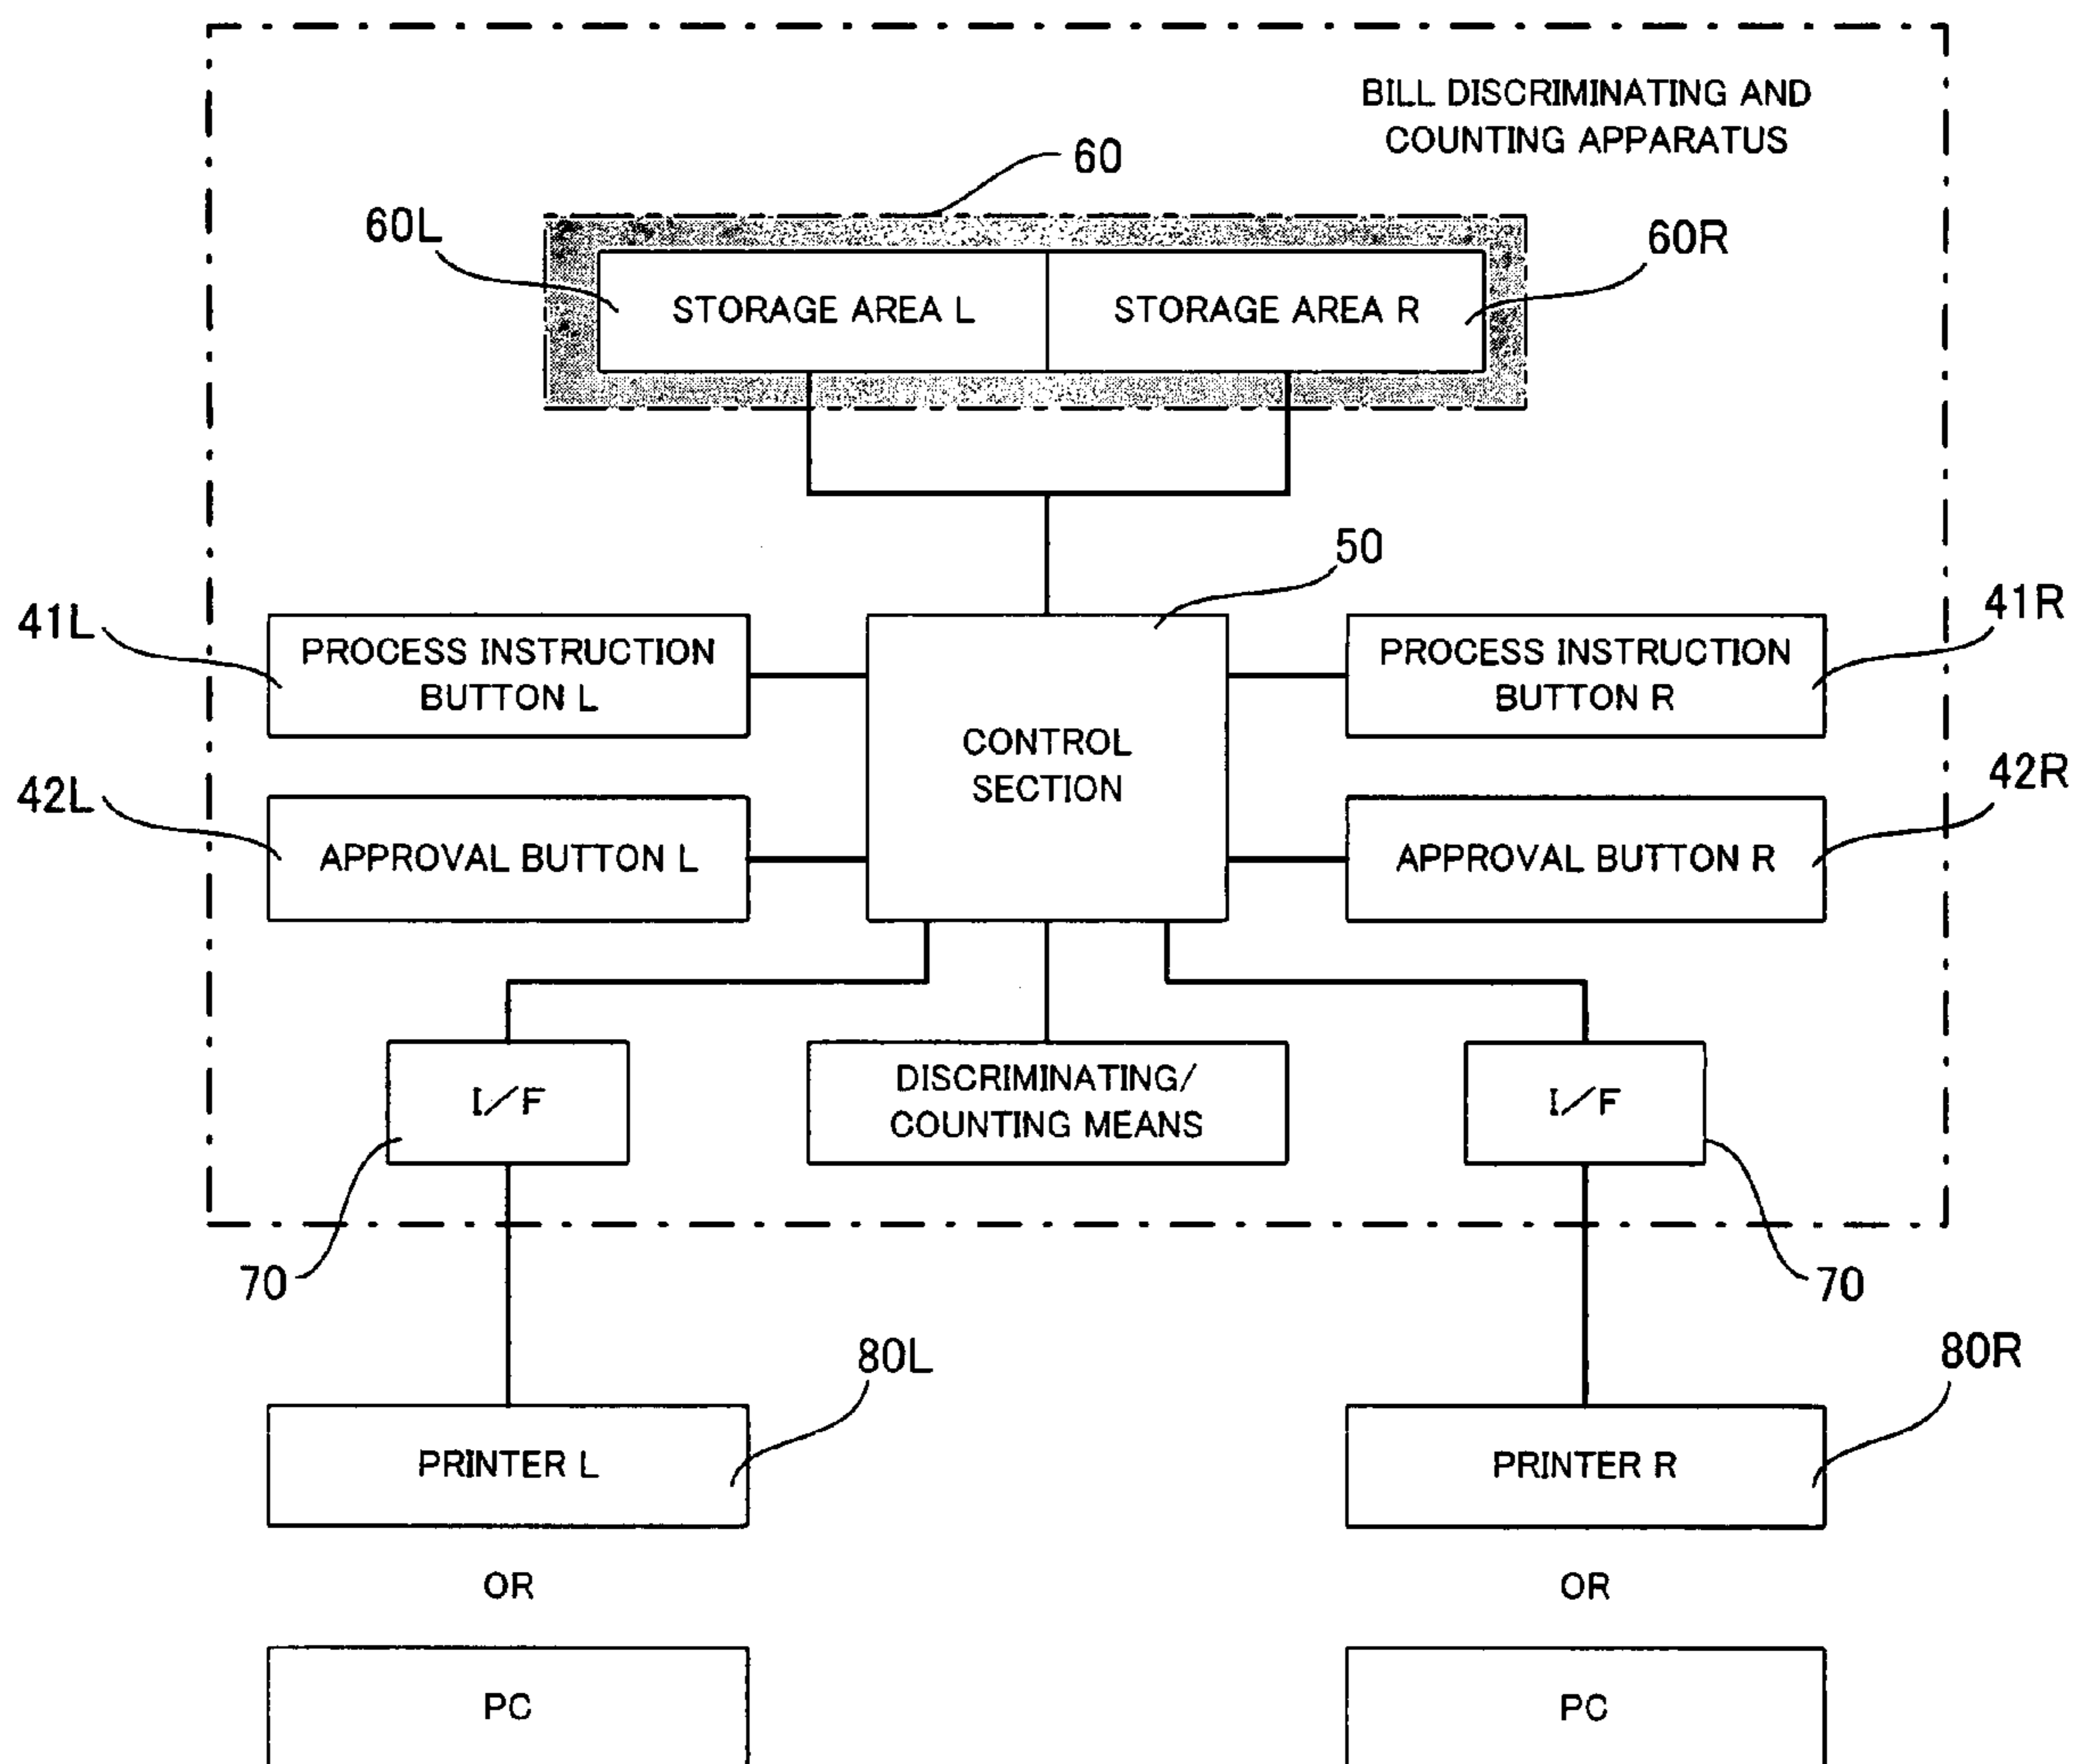 BILL DISCRIMINATING AND
COUNTING APPARATUS
60
60L
60R
STORAGE AREA L
STORAGE AREA R
50
41L
41R
PROCESS INSTRUCTION
BUTTON L
CONTROL
SECTION
PROCESS INSTRUCTION
BUTTON R
42L
42R
APPROVAL BUTTON L
APPROVAL BUTTON R
I/F
DISCRIMINATING/
COUNTING MEANS
I/F
70
70
80L
80R
PRINTER L
PRINTER R
OR
OR
PC
PC